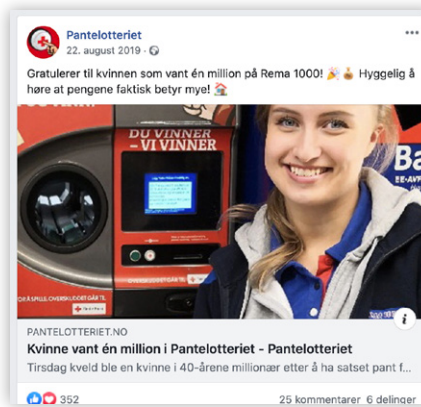 Pantelotteriet
22. august 2019
Gratulerer til kvinnen som vant én million på Rema 1000! 🎉 💰 Hyggelig å
høre at pengene faktisk betyr mye! 🏠
DU VINNER
– VI VINNER
PANTELOTTERIET.NO
Kvinne vant én million i Pantelotteriet - Pantelotteriet
Tirsdag kveld ble en kvinne i 40-årene millionær etter å ha satset pant f...
352
25 kommentarer 6 delinger